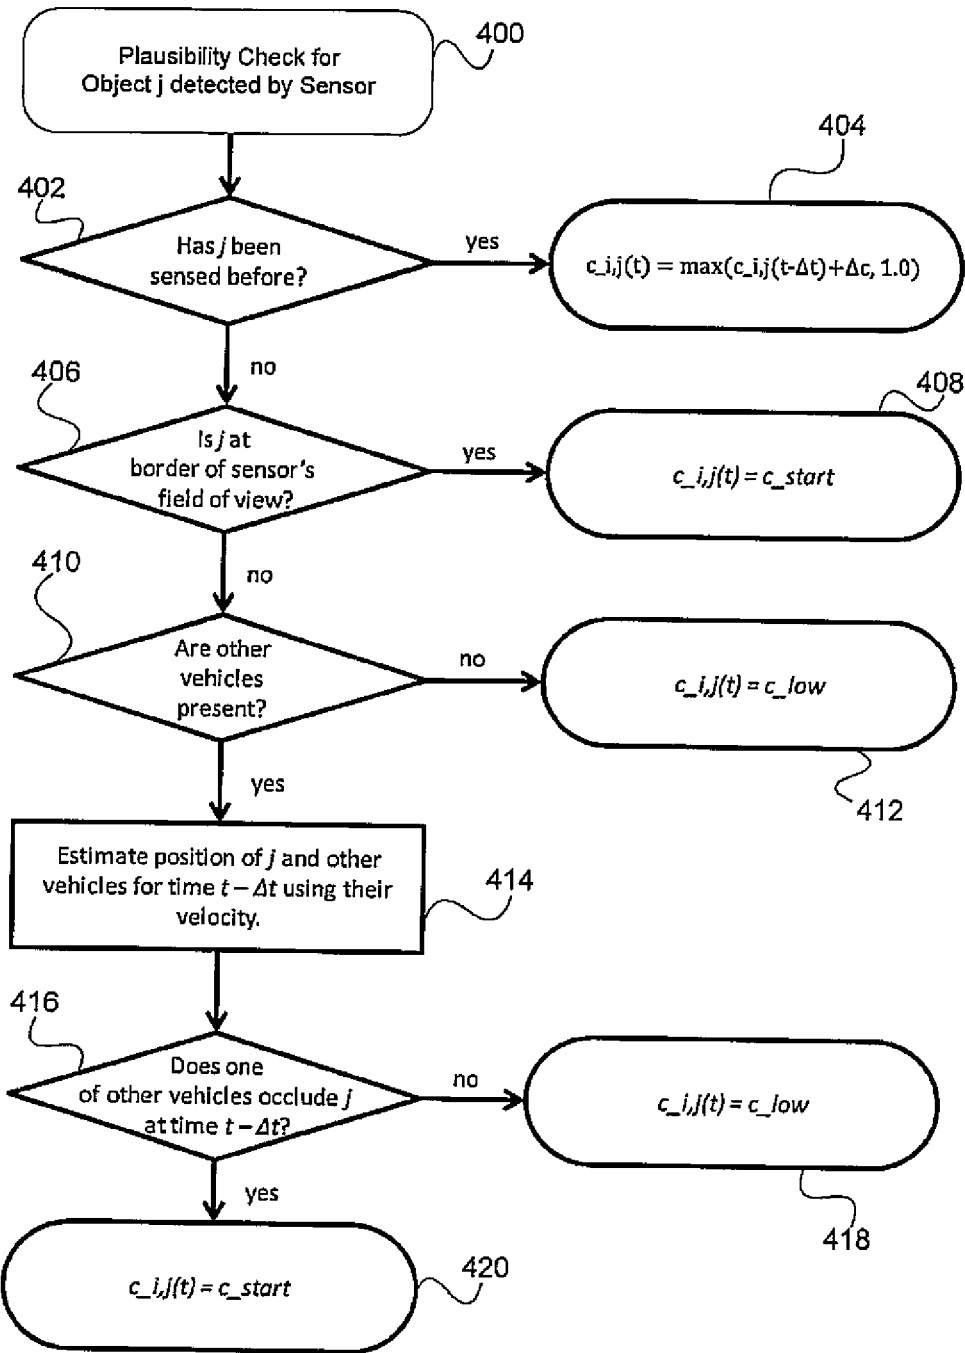 Plausibility Check for
Object j detected by Sensor
400
402
Has j been
sensed before?
yes
404
c_i,j(t) = max(c_i,j(t-Δt)+Δc, 1.0)
no
406
Is j at
border of sensor's
field of view?
yes
408
c_i,j(t) = c_start
no
410
Are other
vehicles
present?
no
c_i,j(t) = c_low
412
yes
Estimate position of j and other
vehicles for time t – Δt using their
velocity.
414
416
Does one
of other vehicles occlude j
at time t – Δt?
no
c_i,j(t) = c_low
418
yes
c_i,j(t) = c_start
420